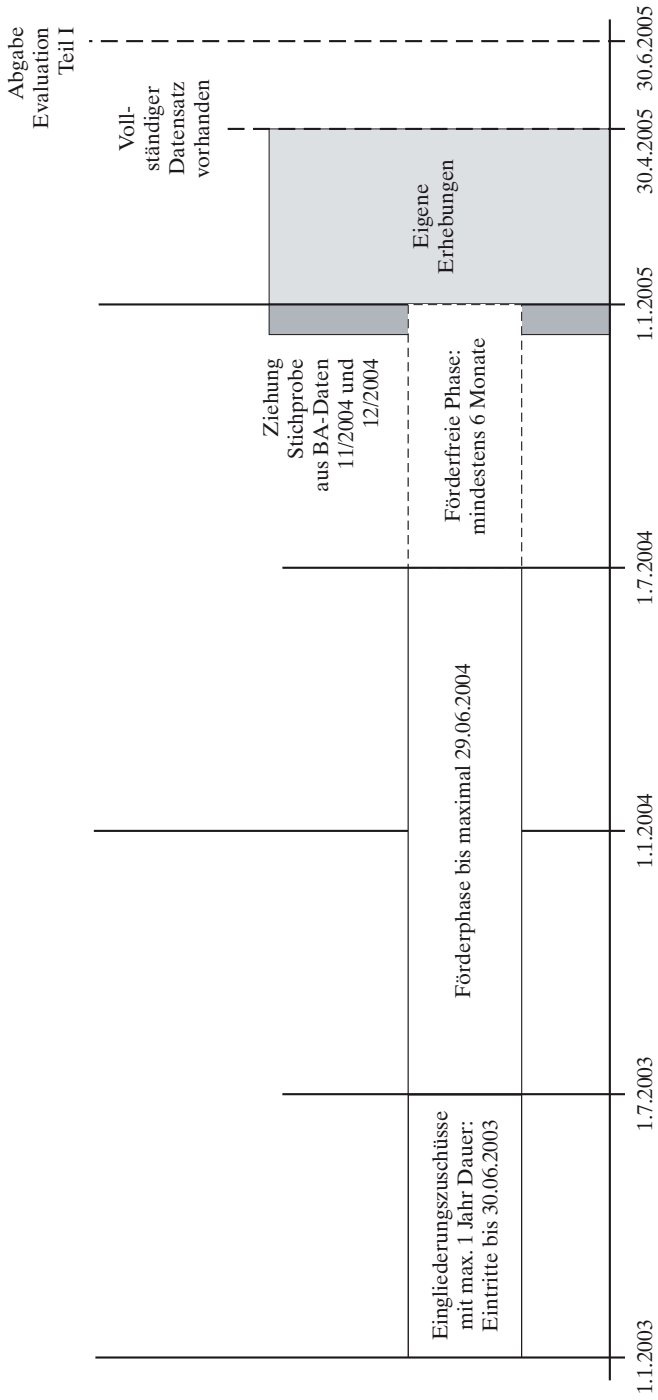 Abgabe
Evaluation
Teil I
Voll-
ständiger
Datensatz
vorhanden
Ziehung
Stichprobe
aus BA-Daten
11/2004 und
12/2004
Eigene
Erhebungen
Eingliederungszuschüsse
mit max. 1 Jahr Dauer:
Eintritte bis 30.06.2003
Förderphase bis maximal 29.06.2004
Förderfreie Phase:
mindestens 6 Monate
1.1.2003
1.7.2003
1.1.2004
1.7.2004
1.1.2005
30.4.2005
30.6.2005